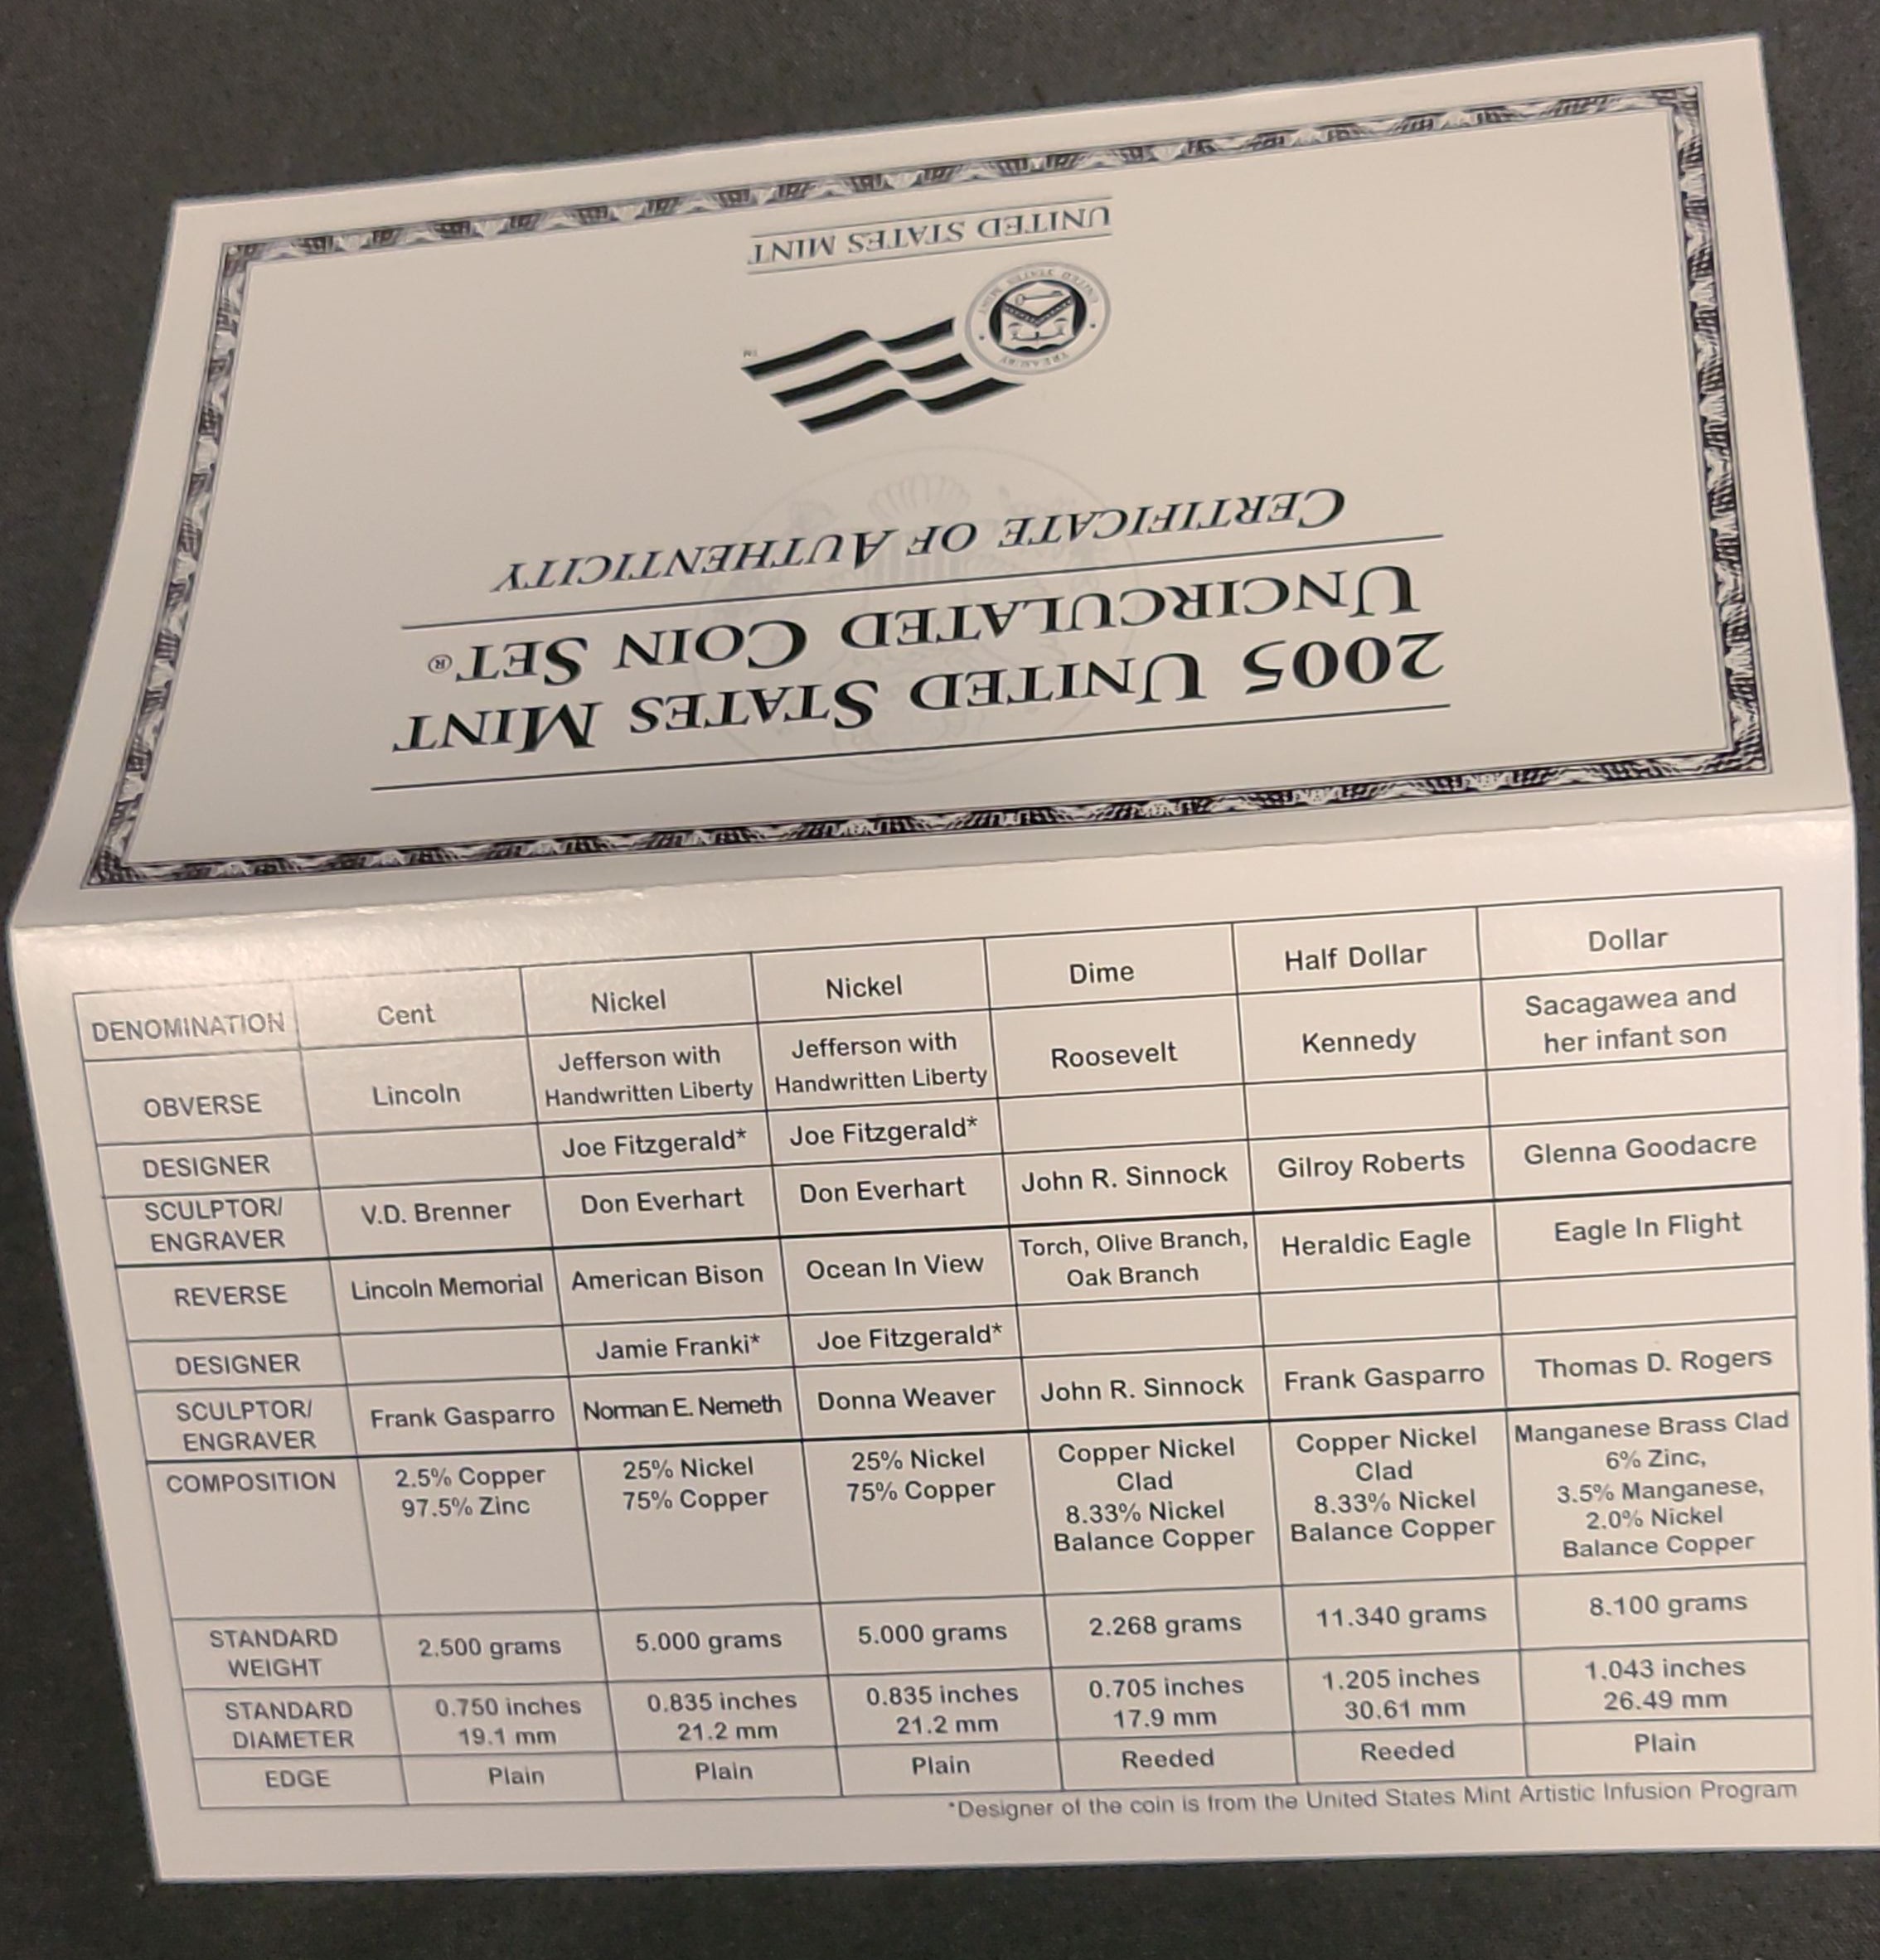 2005 UNITED STATES MINT
UNCIRCULATED COIN SET®
CERTIFICATE OF AUTHENTICITY
TREASURY
UNITED STATES MINT
TM
UNITED STATES MINT
DENOMINATION Cent Nickel Nickel Dime Half Dollar Dollar
OBVERSE Lincoln Jefferson with Handwritten Liberty Jefferson with Handwritten Liberty Roosevelt Kennedy Sacagawea and her infant son
DESIGNER Joe Fitzgerald* Joe Fitzgerald*
SCULPTOR/ ENGRAVER V.D. Brenner Don Everhart Don Everhart John R. Sinnock Gilroy Roberts Glenna Goodacre
REVERSE Lincoln Memorial American Bison Ocean In View Torch, Olive Branch, Oak Branch Heraldic Eagle Eagle In Flight
DESIGNER Jamie Franki* Joe Fitzgerald*
SCULPTOR/ ENGRAVER Frank Gasparro Norman E. Nemeth Donna Weaver John R. Sinnock Frank Gasparro Thomas D. Rogers
COMPOSITION 2.5% Copper 97.5% Zinc 25% Nickel 75% Copper 25% Nickel 75% Copper Copper Nickel Clad 8.33% Nickel Balance Copper Copper Nickel Clad 8.33% Nickel Balance Copper Manganese Brass Clad 6% Zinc, 3.5% Manganese, 2.0% Nickel Balance Copper
STANDARD WEIGHT 2.500 grams 5.000 grams 5.000 grams 2.268 grams 11.340 grams 8.100 grams
STANDARD DIAMETER 0.750 inches 19.1 mm 0.835 inches 21.2 mm 0.835 inches 21.2 mm 0.705 inches 17.9 mm 1.205 inches 30.61 mm 1.043 inches 26.49 mm
EDGE Plain Plain Plain Reeded Reeded Plain
*Designer of the coin is from the United States Mint Artistic Infusion Program